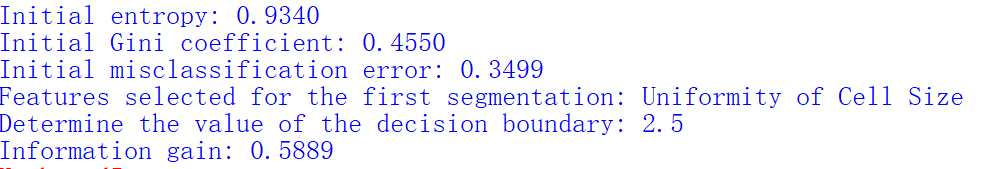 Initial entropy: 0.9340
Initial Gini coefficient: 0.4550
Initial misclassification error: 0.3499
Features selected for the first segmentation: Uniformity of Cell Size
Determine the value of the decision boundary: 2.5
Information gain: 0.5889